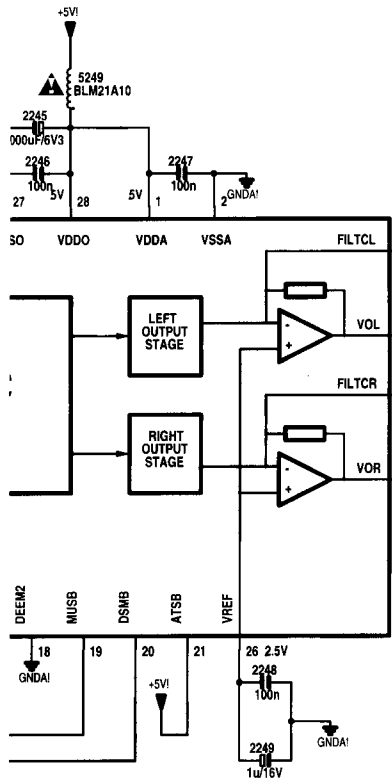 +5V!
5249
BLM21A10
2245
000uF/6V3
2246
100n
2247
100n
GNDA!
27 5V 28 5V 1 2
SO VDDO VDDA VSSA FILTCL
LEFT
OUTPUT
STAGE
-
+
VOL
FILTCR
RIGHT
OUTPUT
STAGE
-
+
VOR
DEEM2 MUSB DSMB ATSB VREF
18 19 20 21 26 2.5V
GNDA!
+5V!
2248
100n
GNDA!
2249
1u/16V